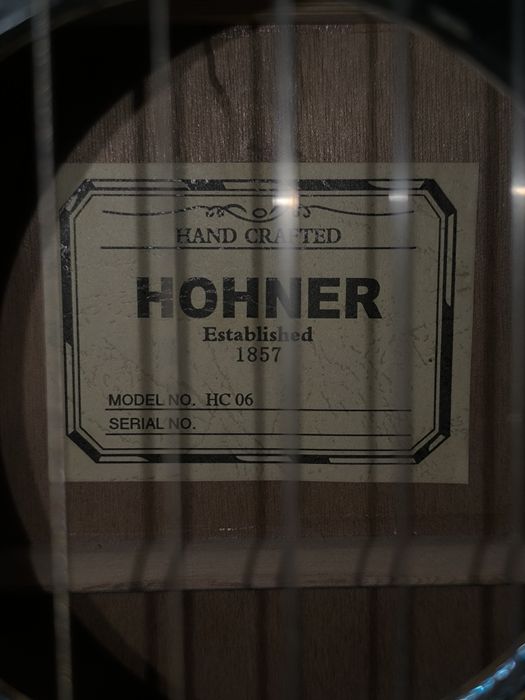 HAND CRAFTED
HOHNER
Established
1857
MODEL NO. HC 06
SERIAL NO.